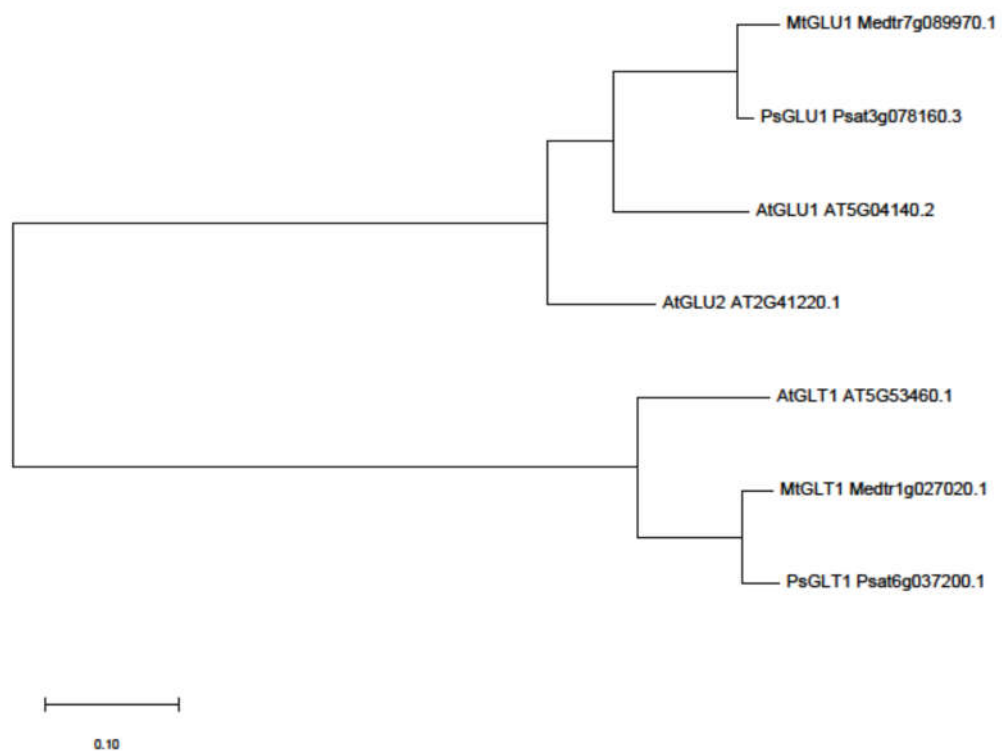 MtGLU1 Medtr7g089970.1
PsGLU1 Psat3g078160.3
AtGLU1 AT5G04140.2
AtGLU2 AT2G41220.1
AtGLT1 AT5G53460.1
MtGLT1 Medtr1g027020.1
PsGLT1 Psat6g037200.1
0.10